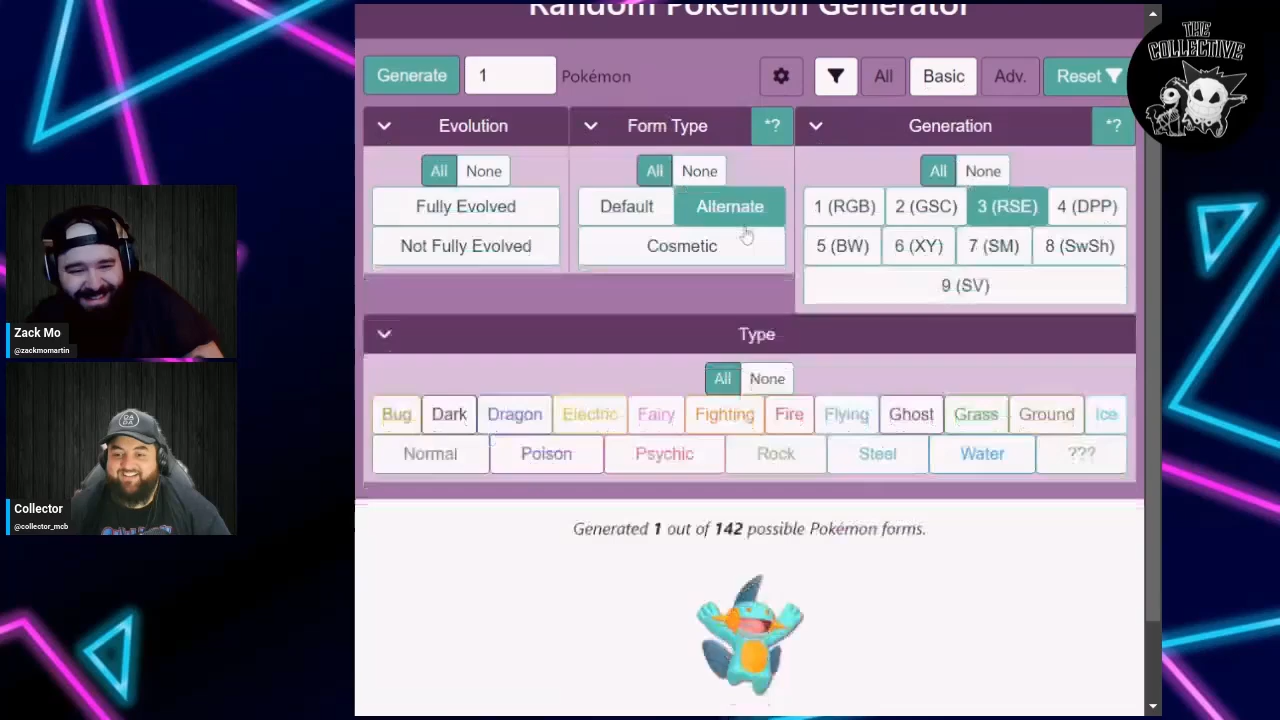 Random Pokémon Generator
THE
COLLECTIVE
Generate 1 Pokémon All Basic Adv. Reset
Evolution Form Type *? Generation *?
All None All None All None
Fully Evolved Default Alternate 1 (RGB) 2 (GSC) 3 (RSE) 4 (DPP)
Not Fully Evolved Cosmetic 5 (BW) 6 (XY) 7 (SM) 8 (SwSh)
9 (SV)
Zack Mo
@zackmomartin
Type
All None
Bug Dark Dragon Electric Fairy Fighting Fire Flying Ghost Grass Ground Ice
Normal Poison Psychic Rock Steel Water ???
Collector
@collector_mcb
Generated 1 out of 142 possible Pokémon forms.